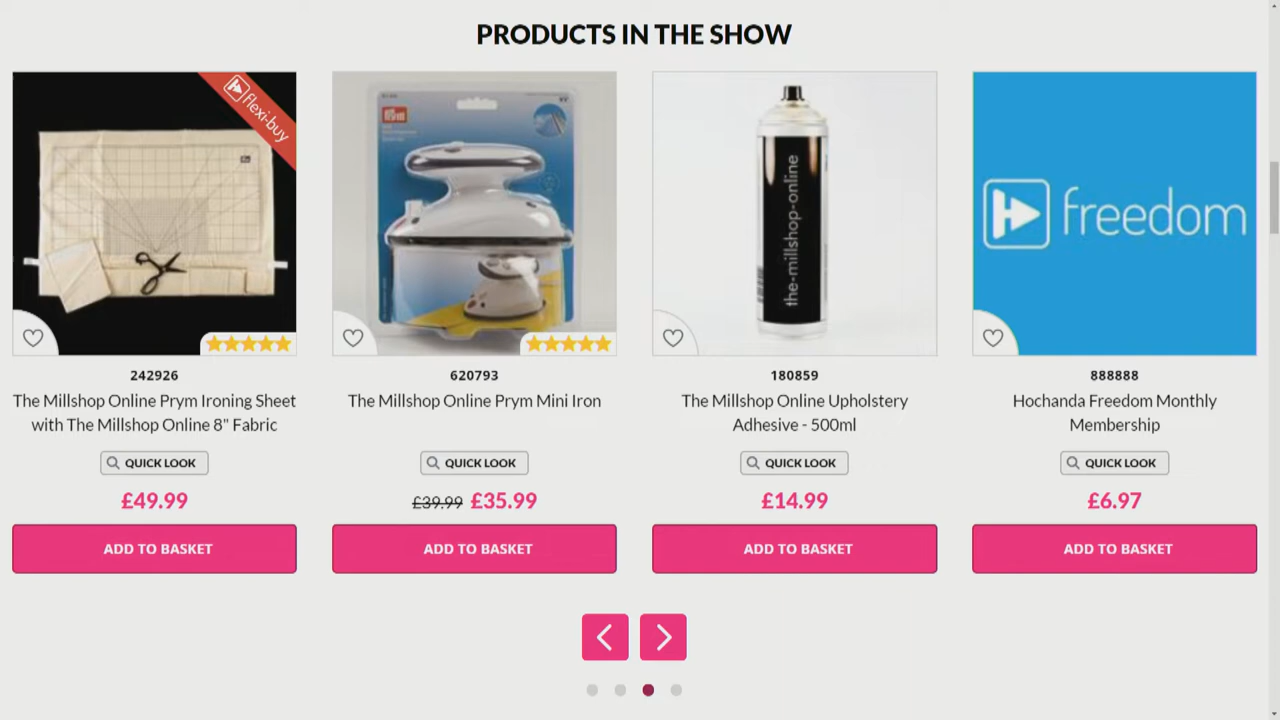 PRODUCTS IN THE SHOW
flexi-buy
242926
The Millshop Online Prym Ironing Sheet
with The Millshop Online 8" Fabric
QUICK LOOK
£49.99
ADD TO BASKET
prym
620793
The Millshop Online Prym Mini Iron
QUICK LOOK
£39.99 £35.99
ADD TO BASKET
the-millshop-online
180859
The Millshop Online Upholstery
Adhesive - 500ml
QUICK LOOK
£14.99
ADD TO BASKET
freedom
888888
Hochanda Freedom Monthly
Membership
QUICK LOOK
£6.97
ADD TO BASKET